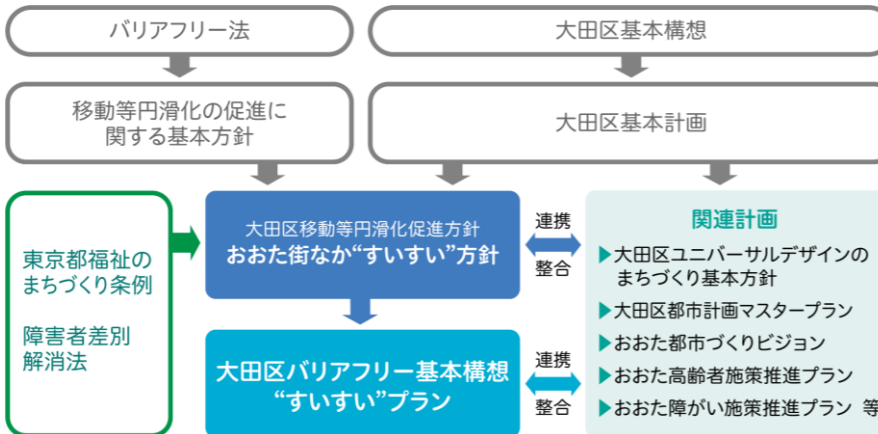 バリアフリー法
大田区基本構想
移動等円滑化の促進に
関する基本方針
大田区基本計画
東京都福祉の
まちづくり条例
障害者差別
解消法
大田区移動等円滑化促進方針
おおた街なか“すいすい”方針
連携
整合
大田区バリアフリー基本構想
“すいすい”プラン
連携
整合
関連計画
▶大田区ユニバーサルデザインの
まちづくり基本方針
▶大田区都市計画マスタープラン
▶おおた都市づくりビジョン
▶おおた高齢者施策推進プラン
▶おおた障がい施策推進プラン 等